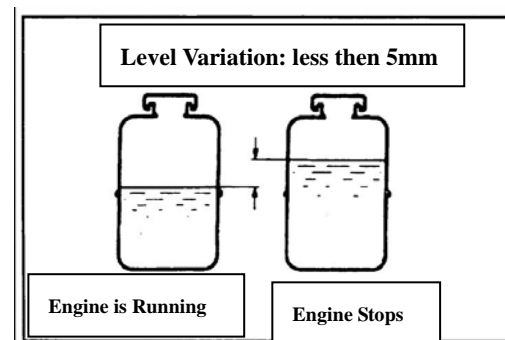 Level Variation: less then 5mm
Engine is Running
Engine Stops